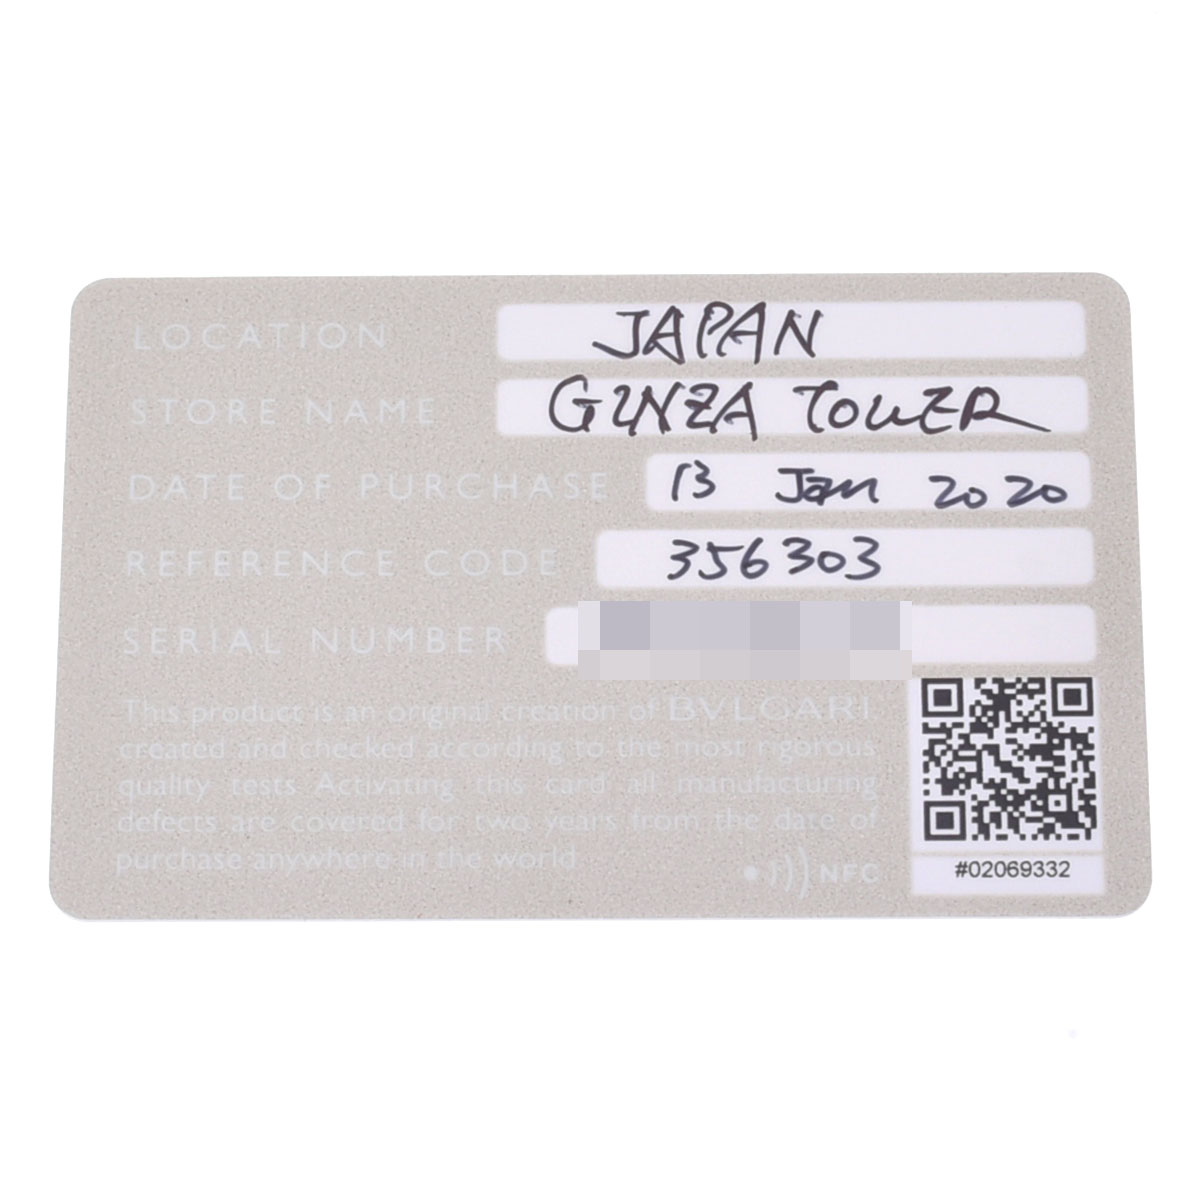 LOCATION JAPAN
STORE NAME GINZA TOWER
DATE OF PURCHASE 13 Jan 2020
REFERENCE CODE 356303
SERIAL NUMBER
This product is an original creation of BVLGARI
created and checked according to the most rigorous
quality tests. Activating this card all manufacturing
defects are covered for two years from the date of
purchase anywhere in the world
NFC
#02069332